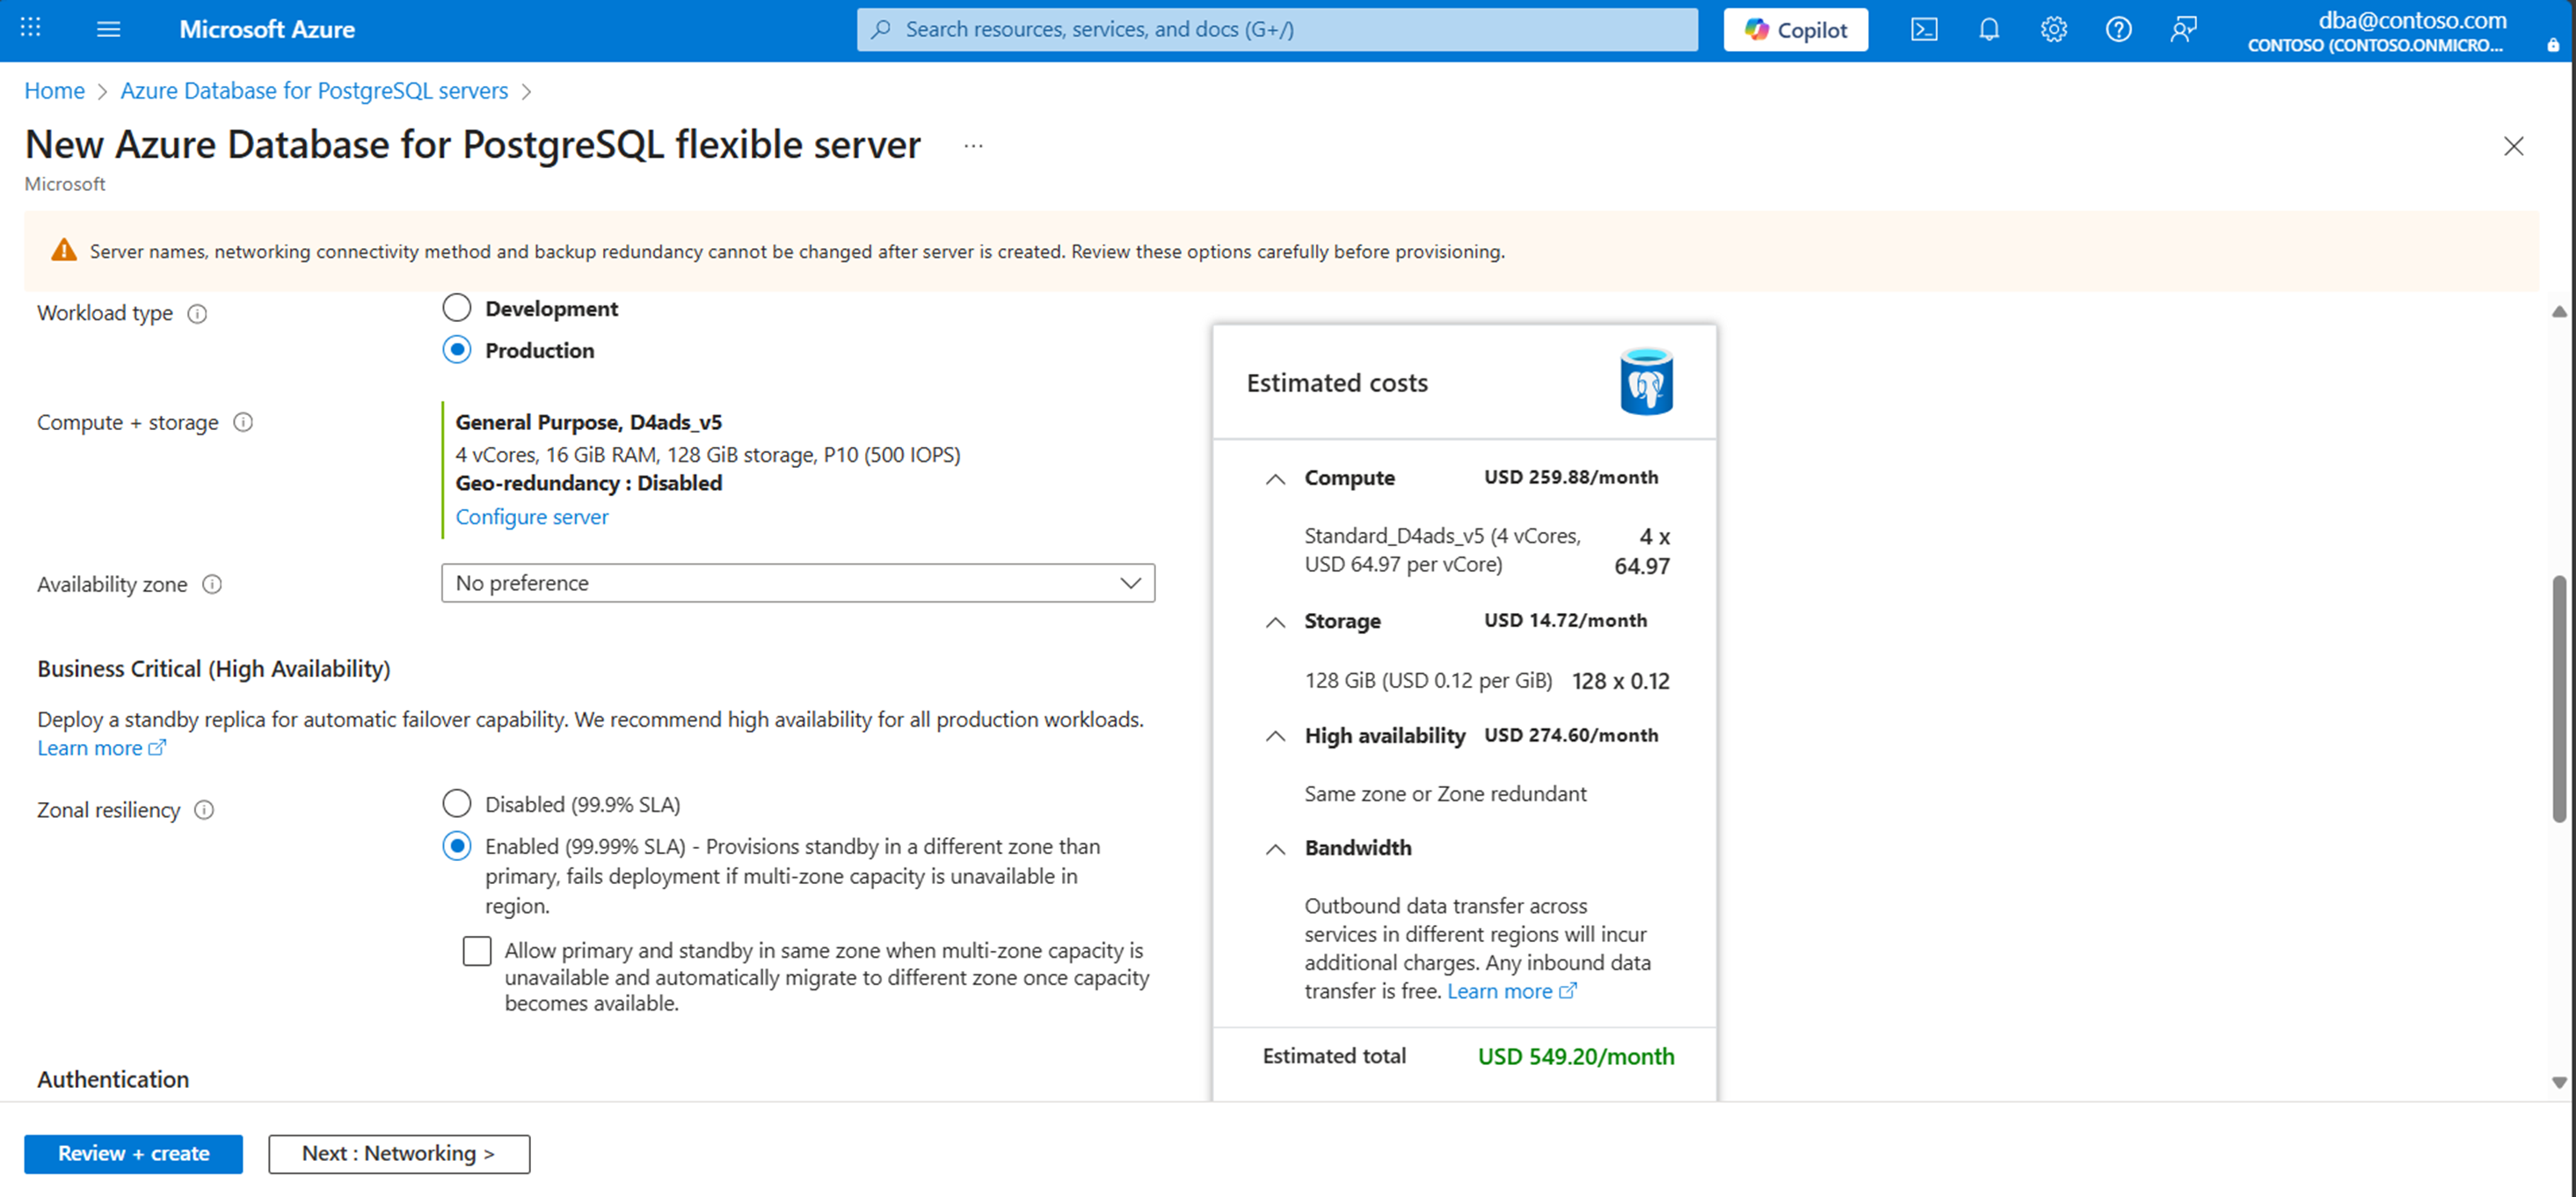 Microsoft Azure
Search resources, services, and docs (G+/)
Copilot
dba@contoso.com
CONTOSO (CONTOSO.ONMICRO...
Home > Azure Database for PostgreSQL servers >
New Azure Database for PostgreSQL flexible server ...
Microsoft
Server names, networking connectivity method and backup redundancy cannot be changed after server is created. Review these options carefully before provisioning.
Workload type
Development
Production
Compute + storage
General Purpose, D4ads_v5
4 vCores, 16 GiB RAM, 128 GiB storage, P10 (500 IOPS)
Geo-redundancy : Disabled
Configure server
Availability zone
No preference
Business Critical (High Availability)
Deploy a standby replica for automatic failover capability. We recommend high availability for all production workloads.
Learn more
Zonal resiliency
Disabled (99.9% SLA)
Enabled (99.99% SLA) - Provisions standby in a different zone than
primary, fails deployment if multi-zone capacity is unavailable in
region.
Allow primary and standby in same zone when multi-zone capacity is
unavailable and automatically migrate to different zone once capacity
becomes available.
Authentication
Estimated costs
Compute USD 259.88/month
Standard_D4ads_v5 (4 vCores, 4 x
USD 64.97 per vCore) 64.97
Storage USD 14.72/month
128 GiB (USD 0.12 per GiB) 128 x 0.12
High availability USD 274.60/month
Same zone or Zone redundant
Bandwidth
Outbound data transfer across
services in different regions will incur
additional charges. Any inbound data
transfer is free. Learn more
Estimated total USD 549.20/month
Review + create
Next : Networking >